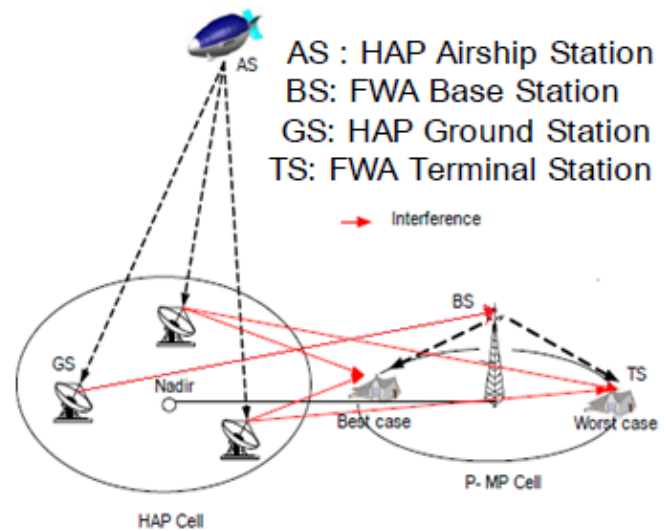 AS
AS : HAP Airship Station
BS: FWA Base Station
GS: HAP Ground Station
TS: FWA Terminal Station
Interference
BS
GS
TS
Nadir
Best case
Worst case
P- MP Cell
HAP Cell